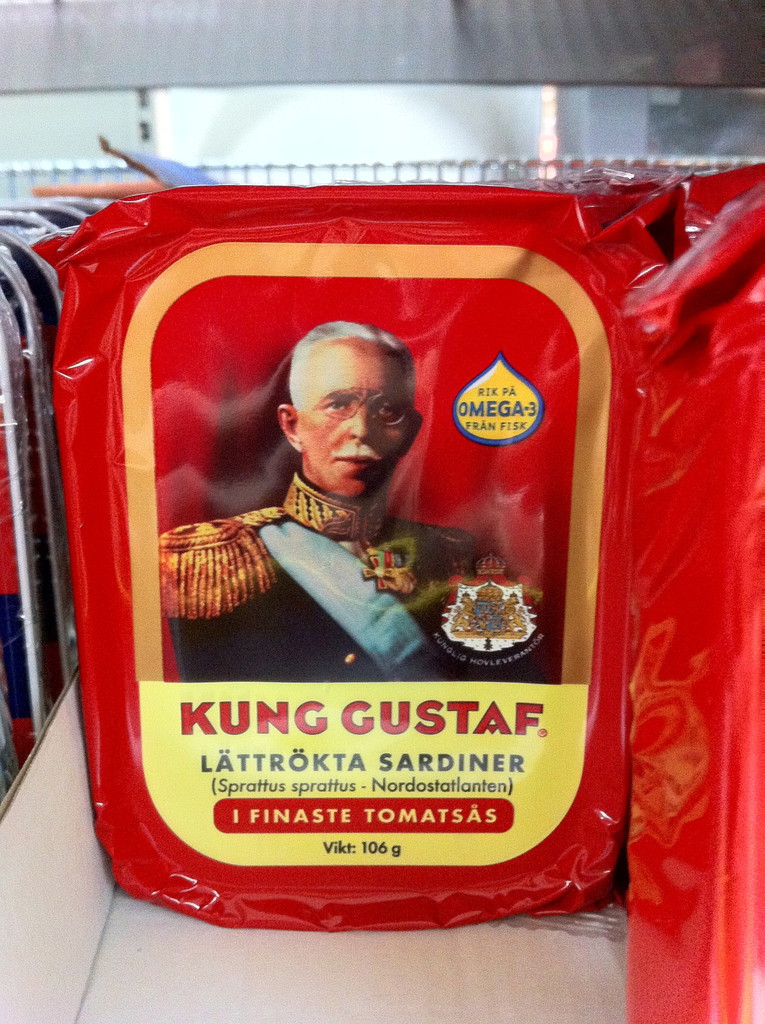 RIK PÅ
OMEGA-3
FRÅN FISK
KUNGLIG HOVLEVERANTÖR
KUNG GUSTAF®
LÄTTRÖKTA SARDINER
(Sprattus sprattus - Nordostatlanten)
I FINASTE TOMATSÅS
Vikt: 106 g